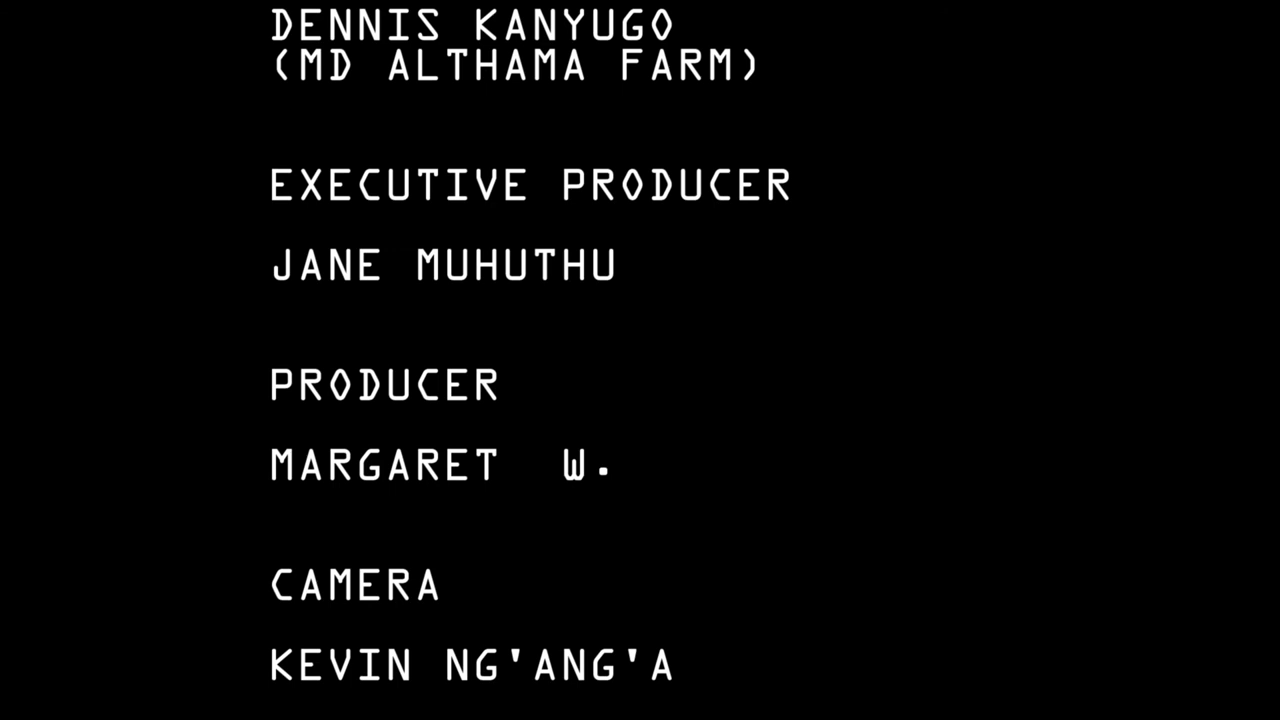 DENNIS KANYUGO
(MD ALTHAMA FARM)
EXECUTIVE PRODUCER
JANE MUHUTHU
PRODUCER
MARGARET  W.
CAMERA
KEVIN NG'ANG'A